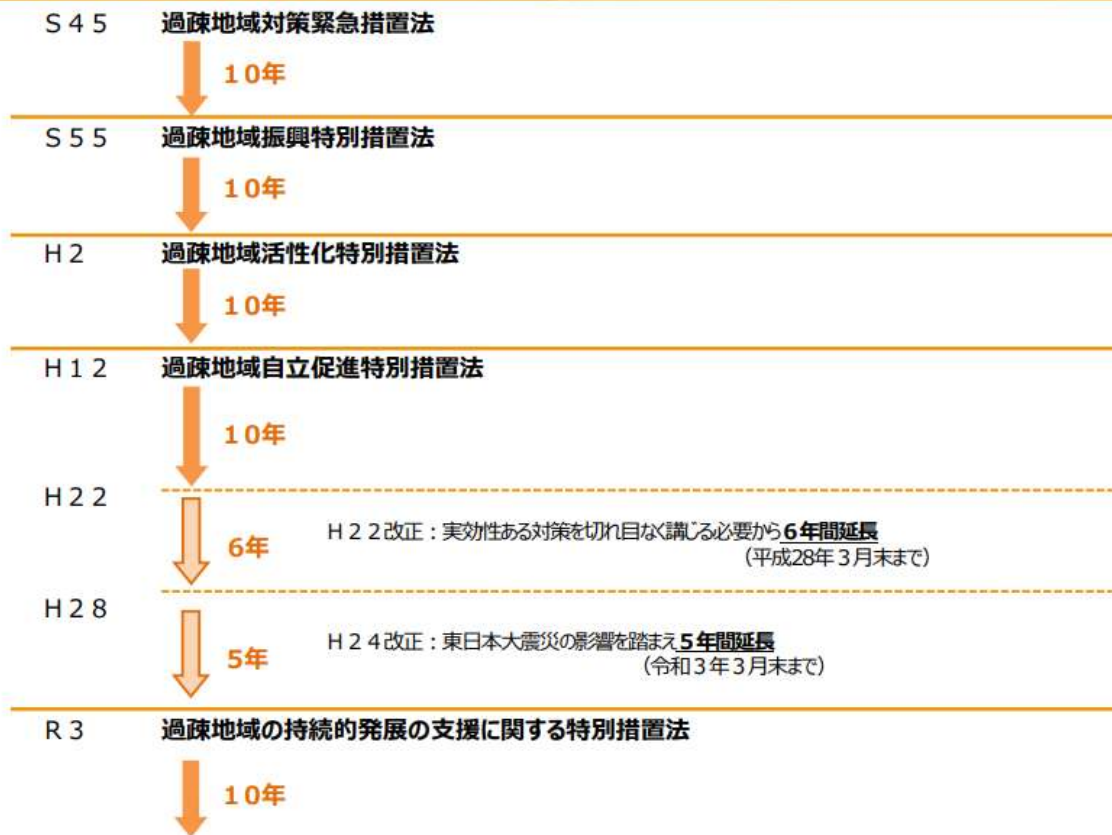 S45 過疎地域対策緊急措置法
10年
S55 過疎地域振興特別措置法
10年
H2 過疎地域活性化特別措置法
10年
H12 過疎地域自立促進特別措置法
10年
H22
6年 H22改正：実効性ある対策を切れ目なく講じる必要から6年間延長
（平成28年3月末まで）
H28
5年 H24改正：東日本大震災の影響を踏まえ5年間延長
（令和3年3月末まで）
R3 過疎地域の持続的発展の支援に関する特別措置法
10年